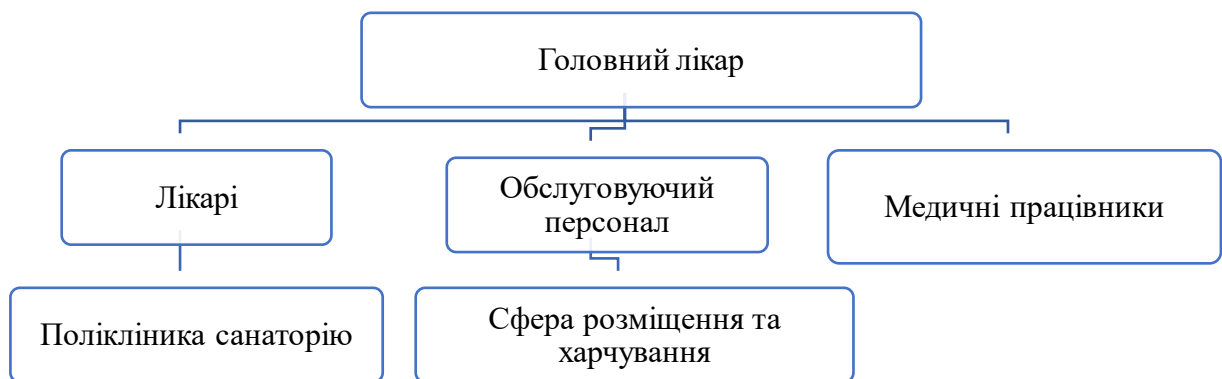 Головний лікар
Лікарі
Обслуговуючий
персонал
Медичні працівники
Поліклініка санаторію
Сфера розміщення та
харчування